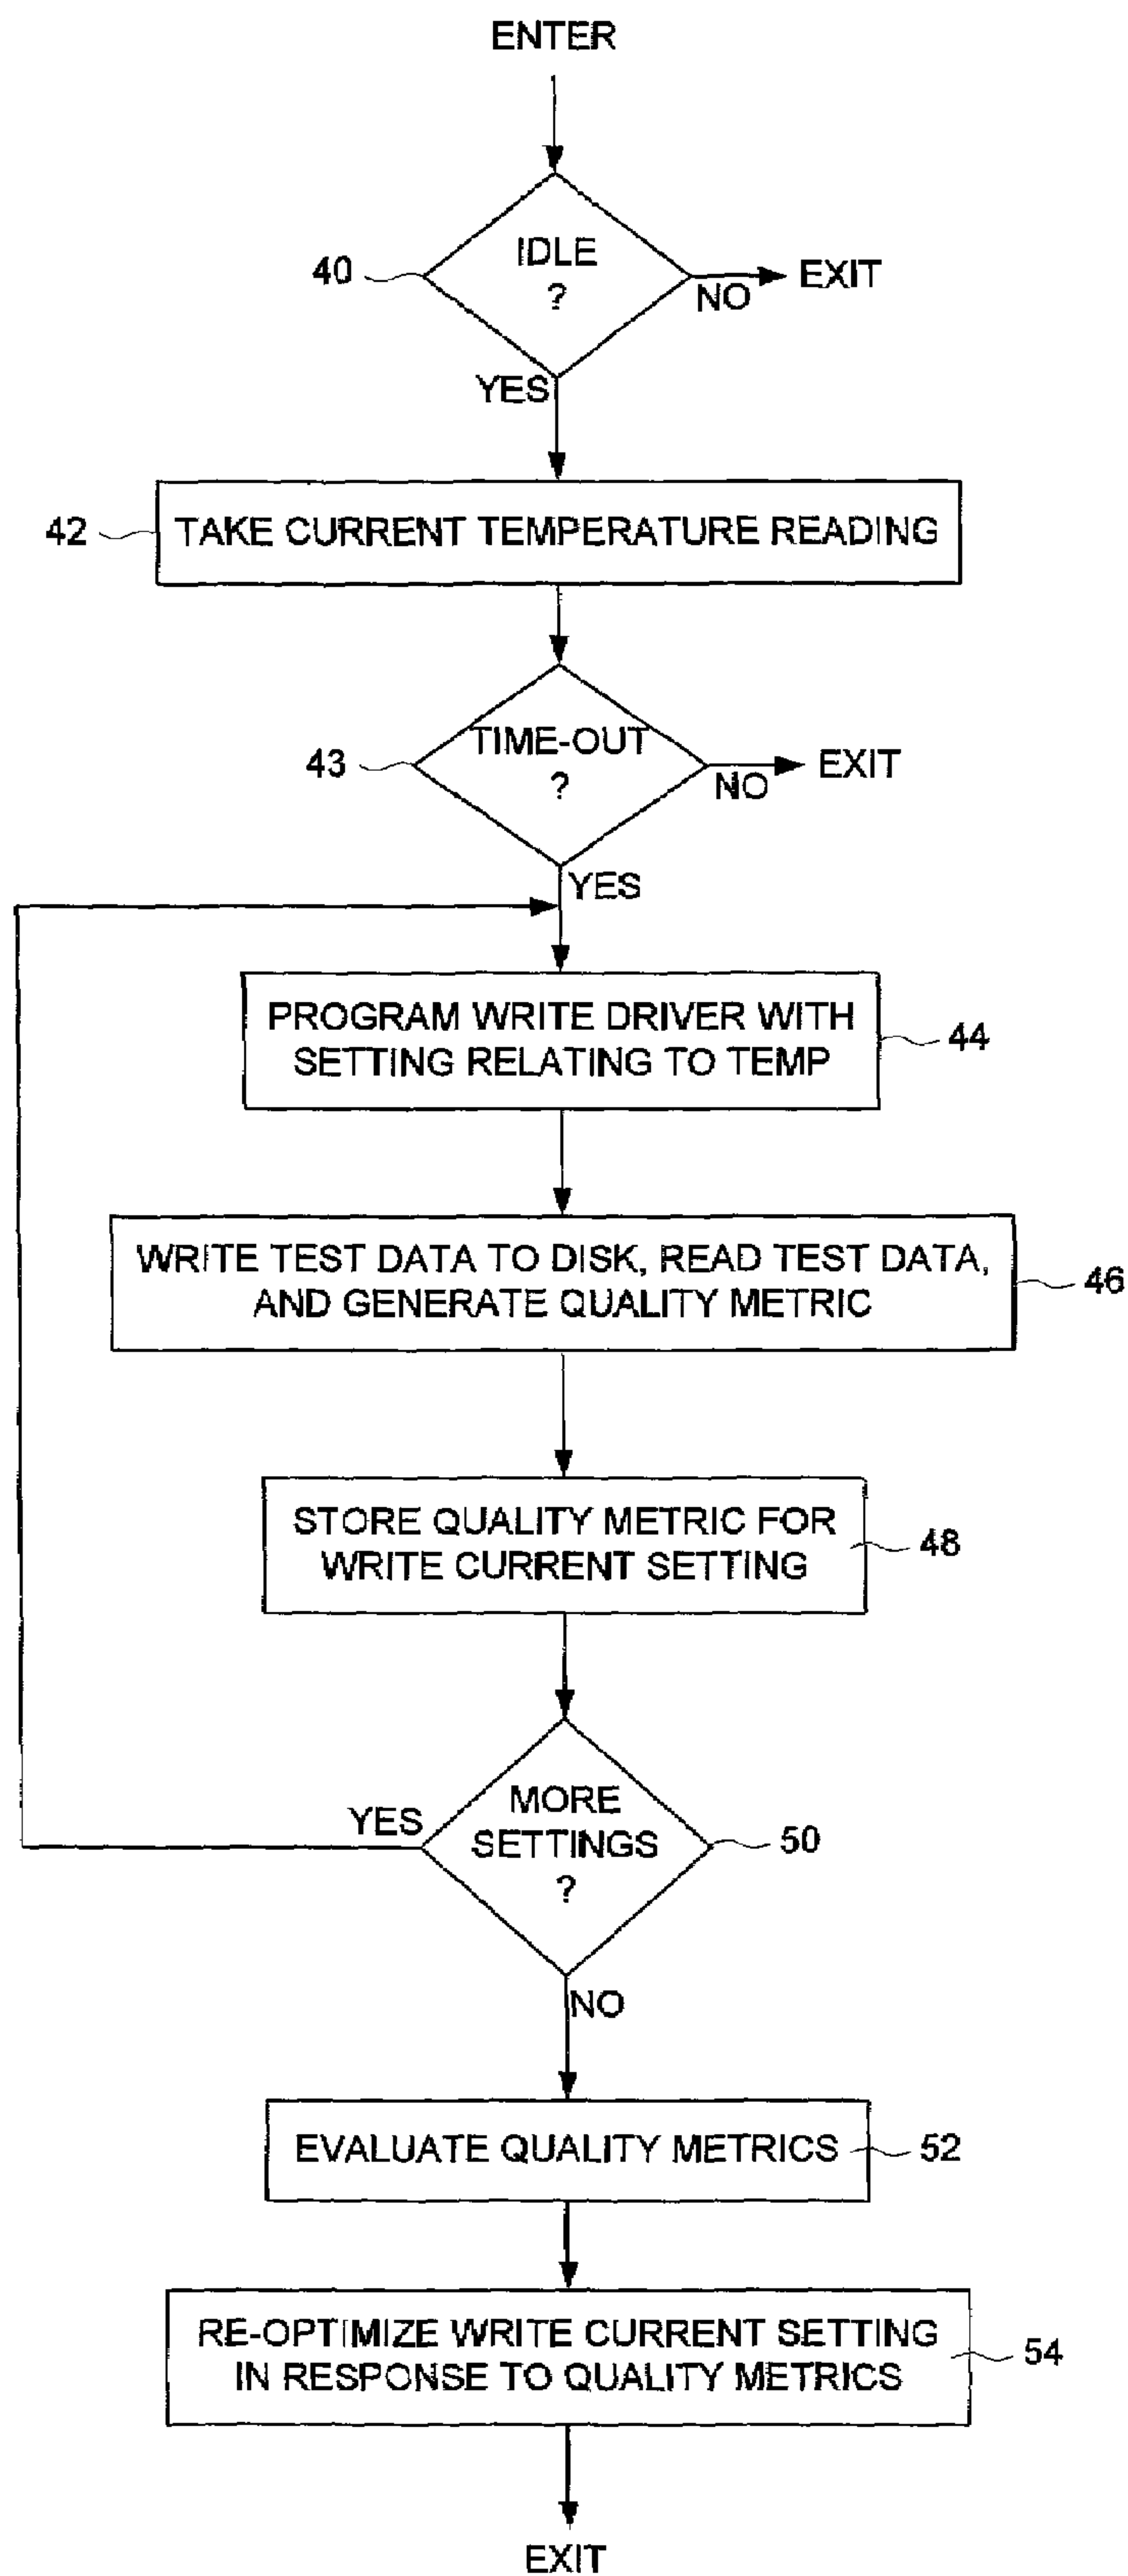 ENTER
IDLE
?
40
NO
EXIT
YES
42
TAKE CURRENT TEMPERATURE READING
TIME-OUT
?
43
NO
EXIT
YES
PROGRAM WRITE DRIVER WITH
SETTING RELATING TO TEMP
44
WRITE TEST DATA TO DISK, READ TEST DATA,
AND GENERATE QUALITY METRIC
46
STORE QUALITY METRIC FOR
WRITE CURRENT SETTING
48
YES
MORE
SETTINGS
?
50
NO
EVALUATE QUALITY METRICS
52
RE-OPTIMIZE WRITE CURRENT SETTING
IN RESPONSE TO QUALITY METRICS
54
EXIT